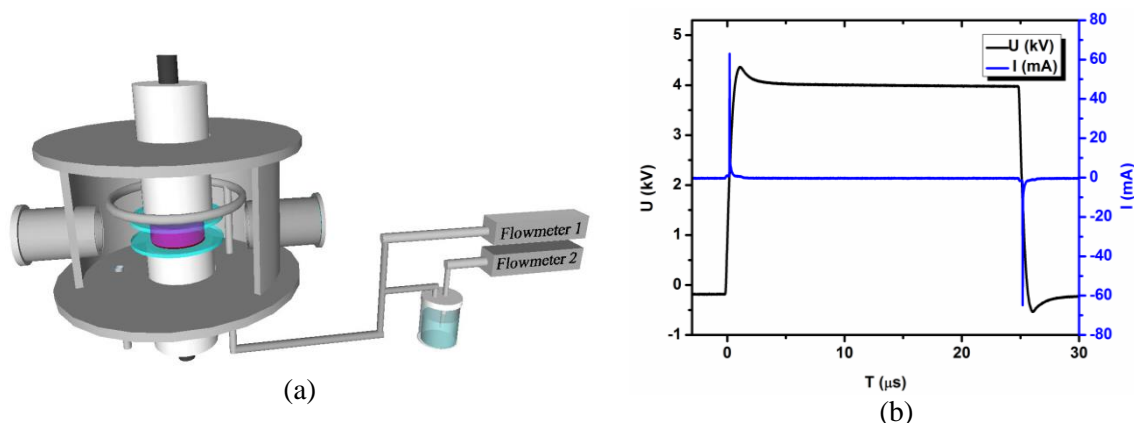 Flowmeter 1
Flowmeter 2
(a)
U (kV)
I (mA)
5
4
3
2
1
0
-1
U (kV)
80
60
40
20
0
-20
-40
-60
-80
I (mA)
0 10 20 30
T (μs)
(b)